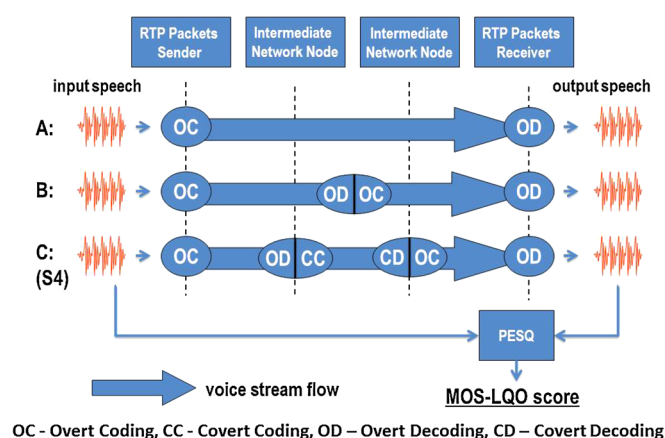 RTP Packets
Sender
Intermediate
Network Node
Intermediate
Network Node
RTP Packets
Receiver
input speech
output speech
A:
OC
OD
B:
OC
OD
OC
OD
C:
(S4)
OC
OD
CC
CD
OC
OD
PESQ
voice stream flow
MOS-LQO score
OC - Overt Coding, CC - Covert Coding, OD – Overt Decoding, CD – Covert Decoding